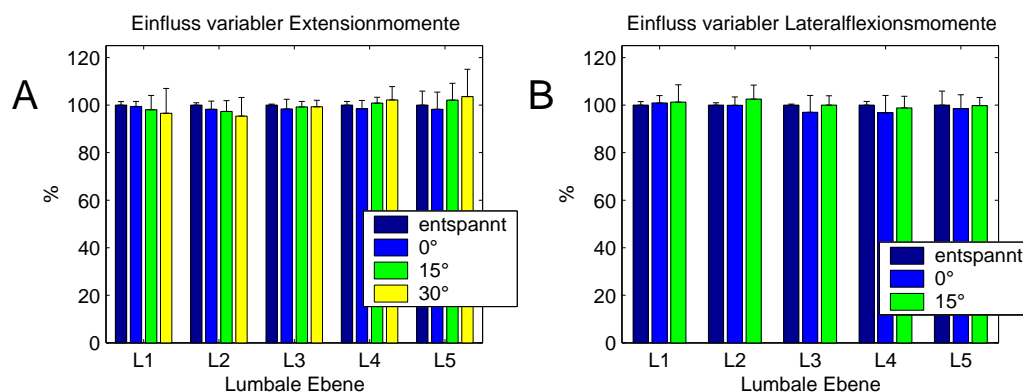 Einfluss variabler Extensionmomente
A
120
100
80
60
40
20
0
%
entspannt
0°
15°
30°
L1 L2 L3 L4 L5
Lumbale Ebene
Einfluss variabler Lateralflexionsmomente
B
120
100
80
60
40
20
0
%
entspannt
0°
15°
L1 L2 L3 L4 L5
Lumbale Ebene